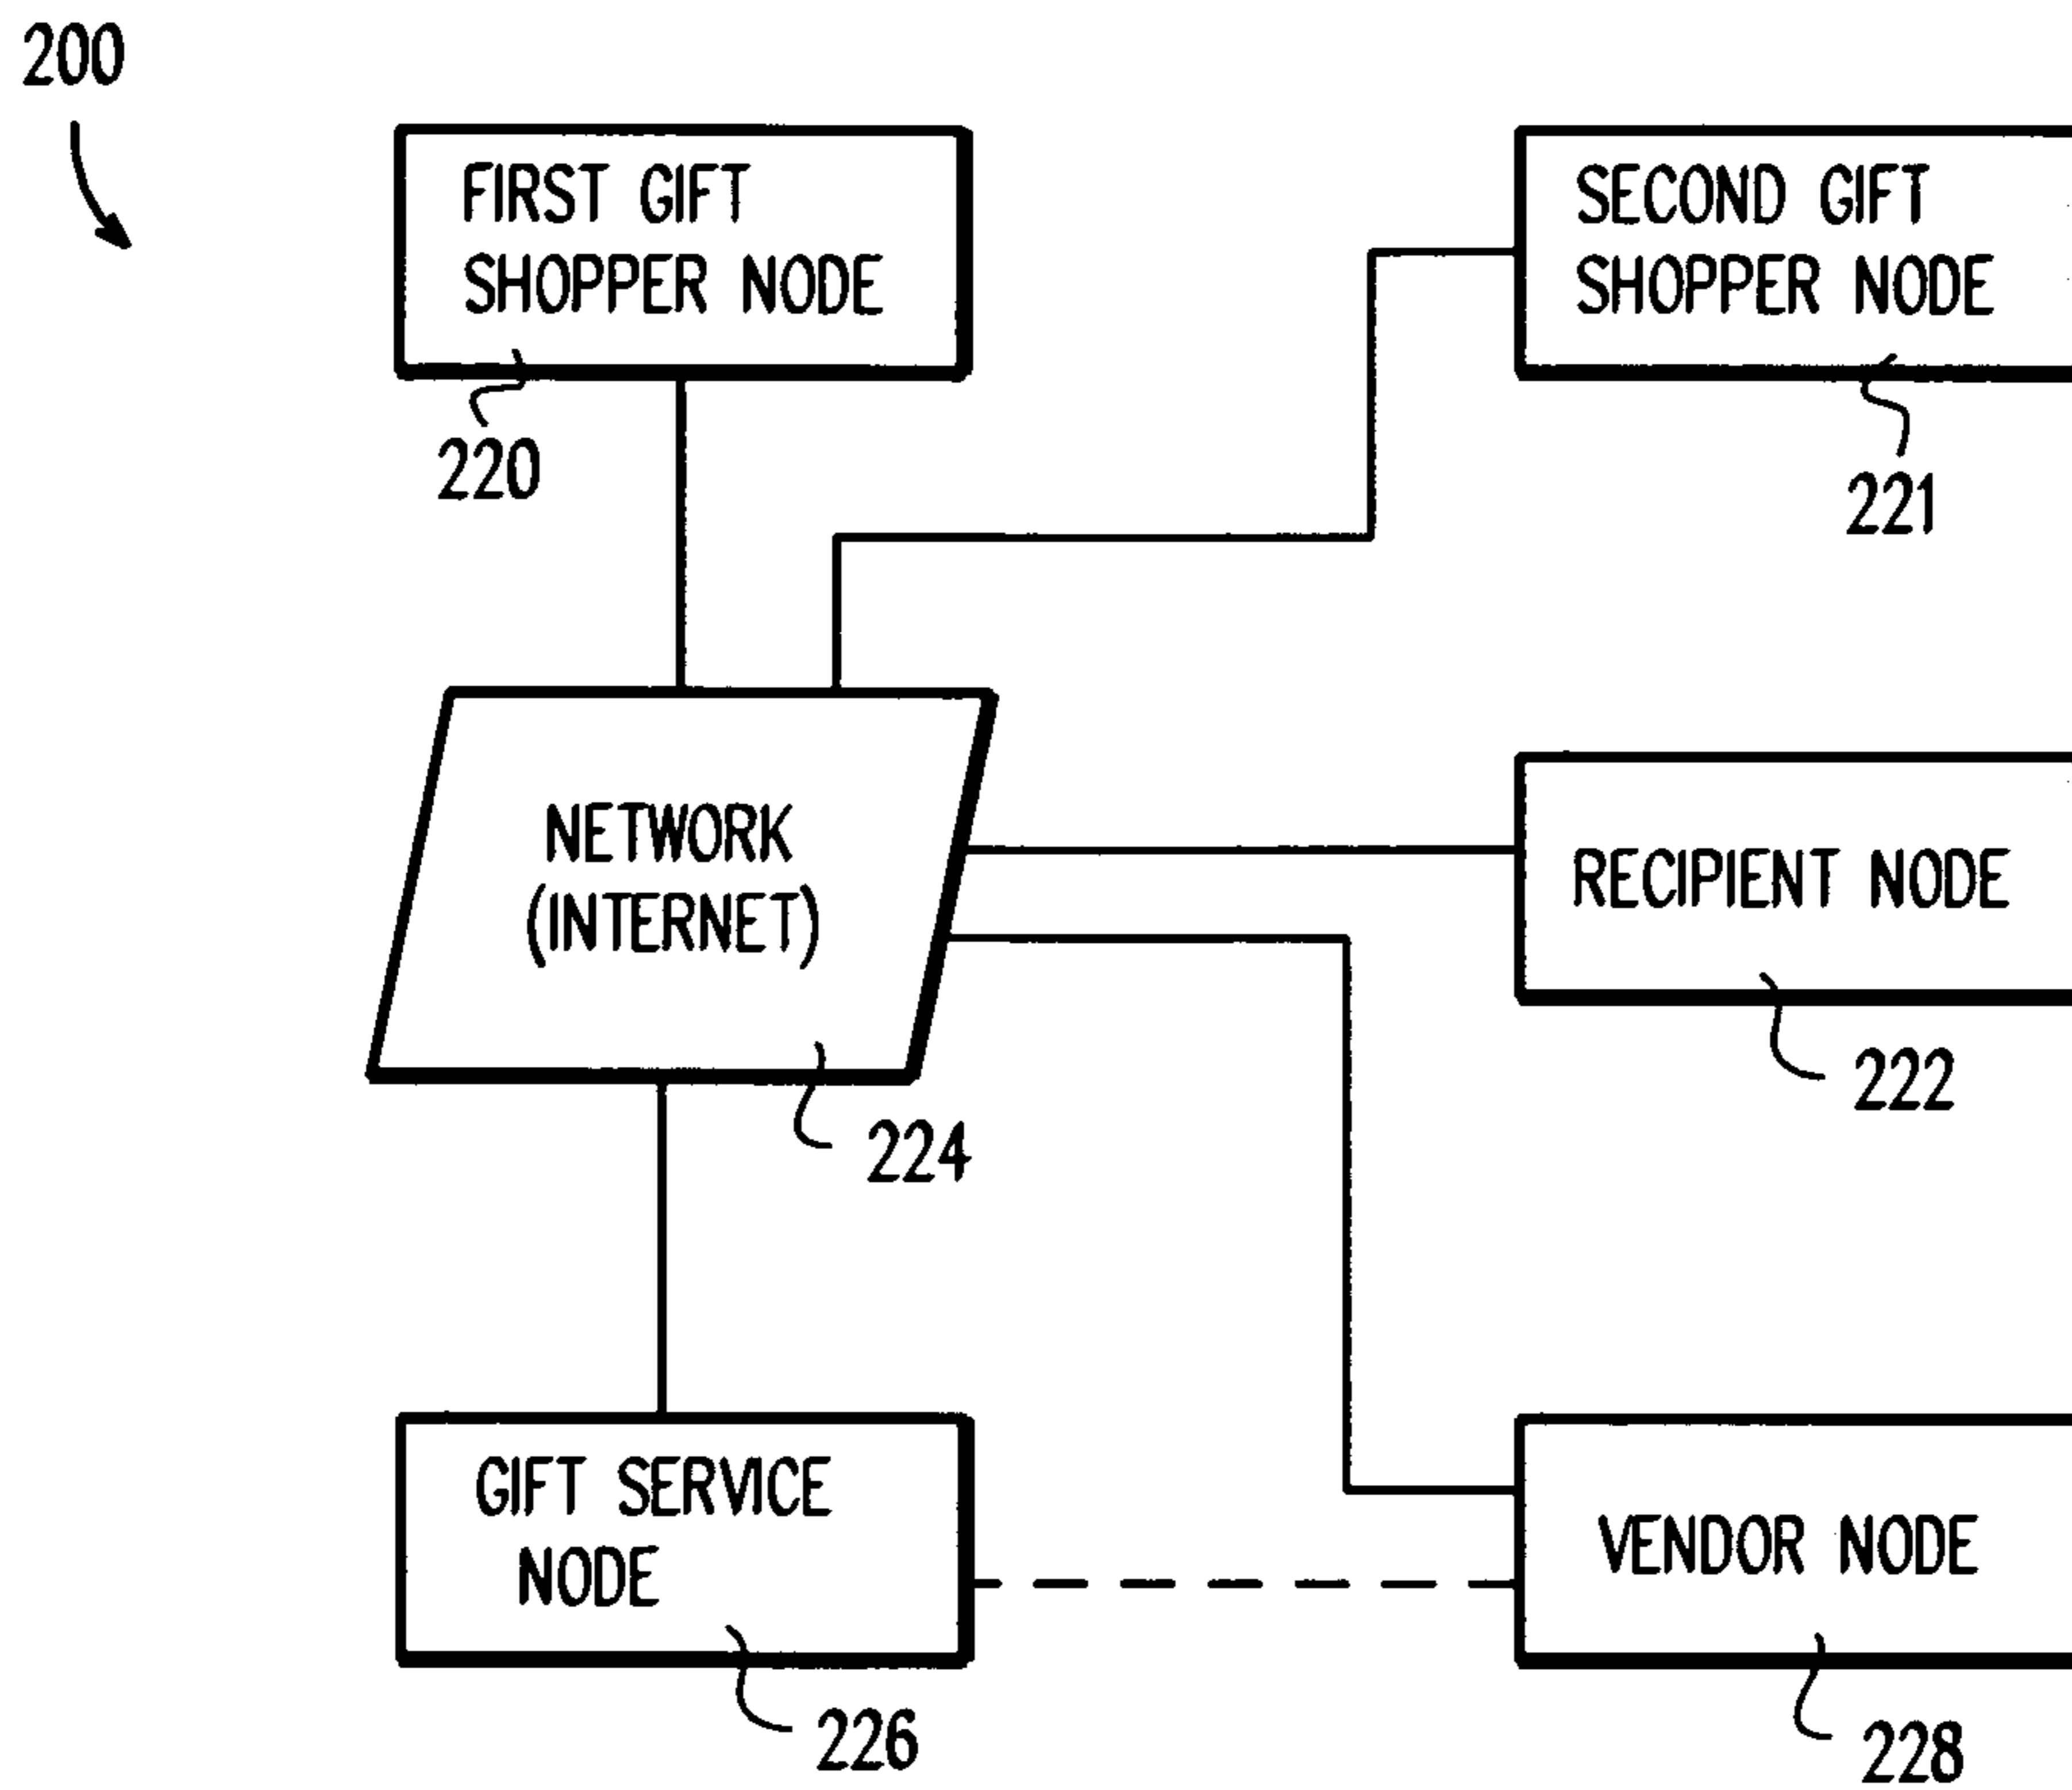 200
FIRST GIFT
SHOPPER NODE
220
SECOND GIFT
SHOPPER NODE
221
NETWORK
(INTERNET)
224
RECIPIENT NODE
222
GIFT SERVICE
NODE
226
VENDOR NODE
228